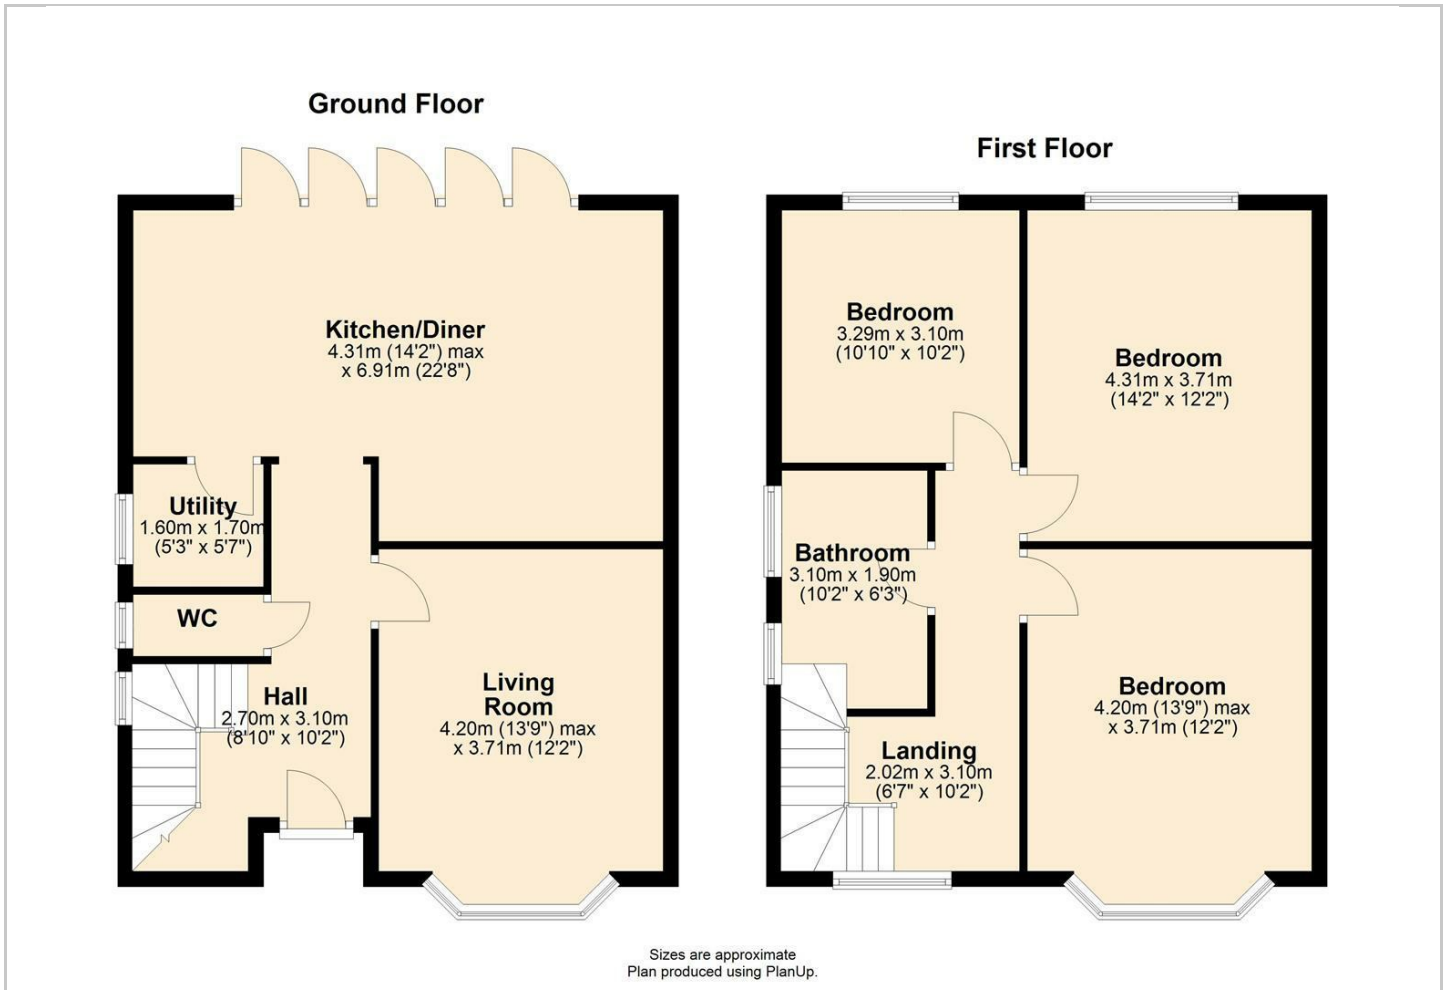 Ground Floor
Kitchen/Diner
4.31m (14'2") max
x 6.91m (22'8")
Utility
1.60m x 1.70m
(5'3" x 5'7")
WC
Hall
2.70m x 3.10m
(8'10" x 10'2")
Living
Room
4.20m (13'9") max
x 3.71m (12'2")
First Floor
Bedroom
3.29m x 3.10m
(10'10" x 10'2")
Bedroom
4.31m x 3.71m
(14'2" x 12'2")
Bathroom
3.10m x 1.90m
(10'2" x 6'3")
Bedroom
4.20m (13'9") max
x 3.71m (12'2")
Landing
2.02m x 3.10m
(6'7" x 10'2")
Sizes are approximate
Plan produced using PlanUp.